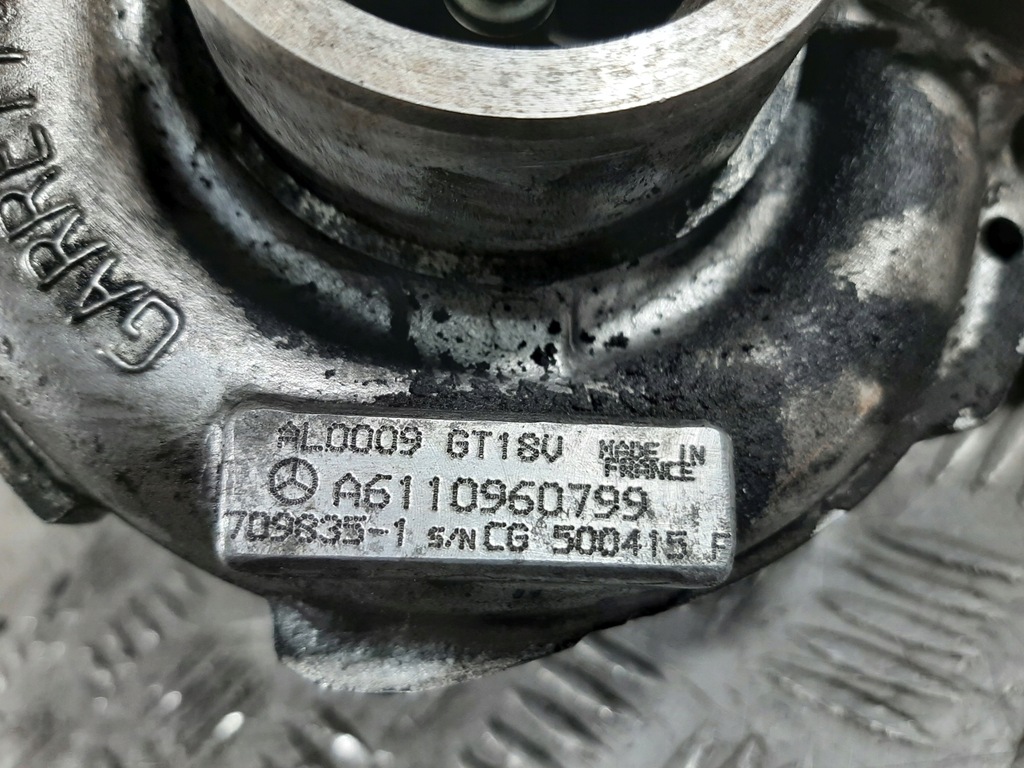 GARRETT
AL0009 GT18V MADE IN FRANCE
A6110960799
709835-1 S/N CG 500415 F